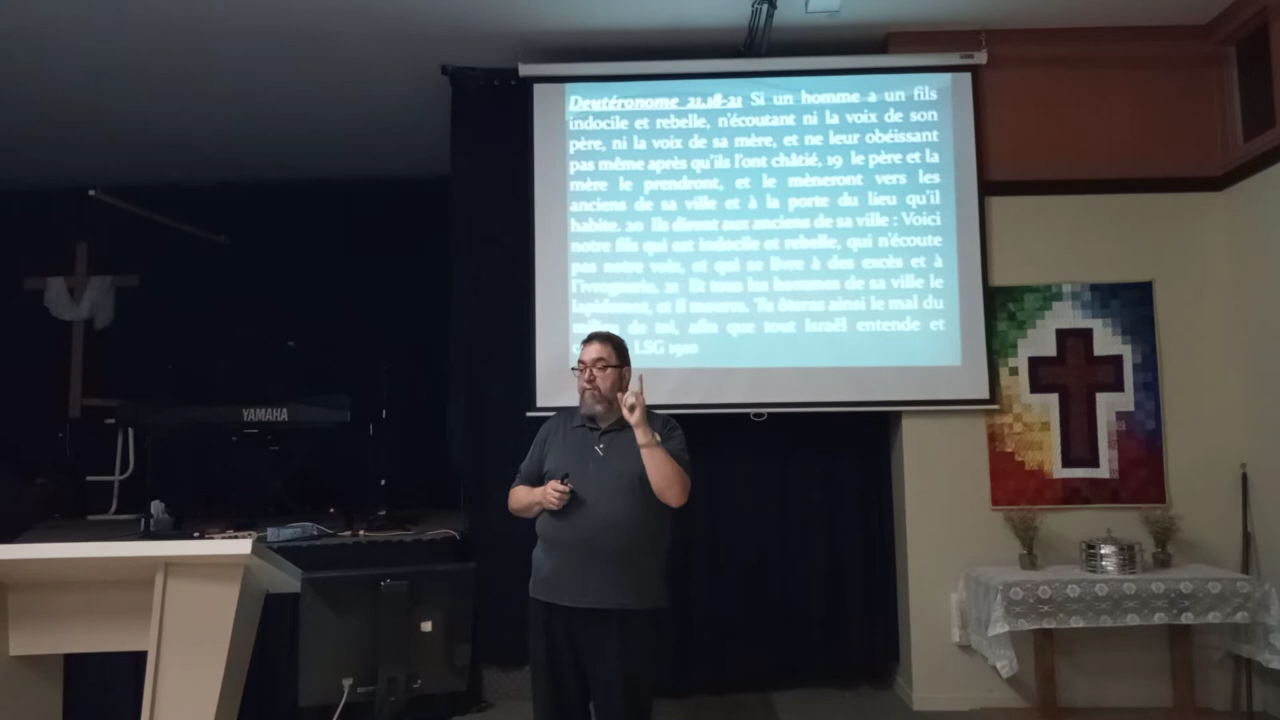 Deutéronome 21.18-21 Si un homme a un fils
indocile et rebelle, n'écoutant ni la voix de son
père, ni la voix de sa mère, et ne leur obéissant
pas même après qu'ils l'ont châtié, 19 le père et la
mère le prendront, et le mèneront vers les
anciens de sa ville et à la porte du lieu qu'il
habite. 20 Ils diront aux anciens de sa ville : Voici
notre fils qui est indocile et rebelle, qui n'écoute
pas notre voix, et qui se livre à des excès et à
l'ivrognerie. 21 Et tous les hommes de sa ville le
lapideront, et il mourra. Tu ôteras ainsi le mal du
de toi, afin que tout Israël entende et
LSG 1910
YAMAHA